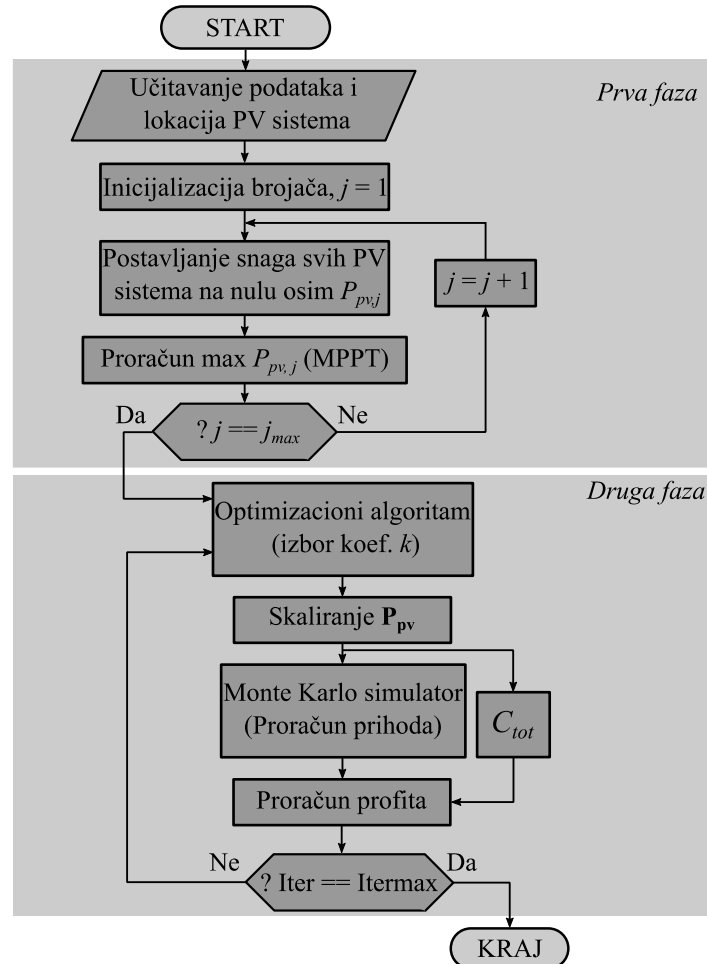 START
Prva faza
Učitavanje podataka i
lokacija PV sistema
Inicijalizacija brojača, j = 1
Postavljanje snaga svih PV
sistema na nulu osim Ppv,j
j = j + 1
Proračun max Ppv, j (MPPT)
Da
Ne
? j == jmax
Druga faza
Optimizacioni algoritam
(izbor koef. k)
Skaliranje Ppv
Monte Karlo simulator
(Proračun prihoda)
Ctot
Proračun profita
Ne
Da
? Iter == Itermax
KRAJ